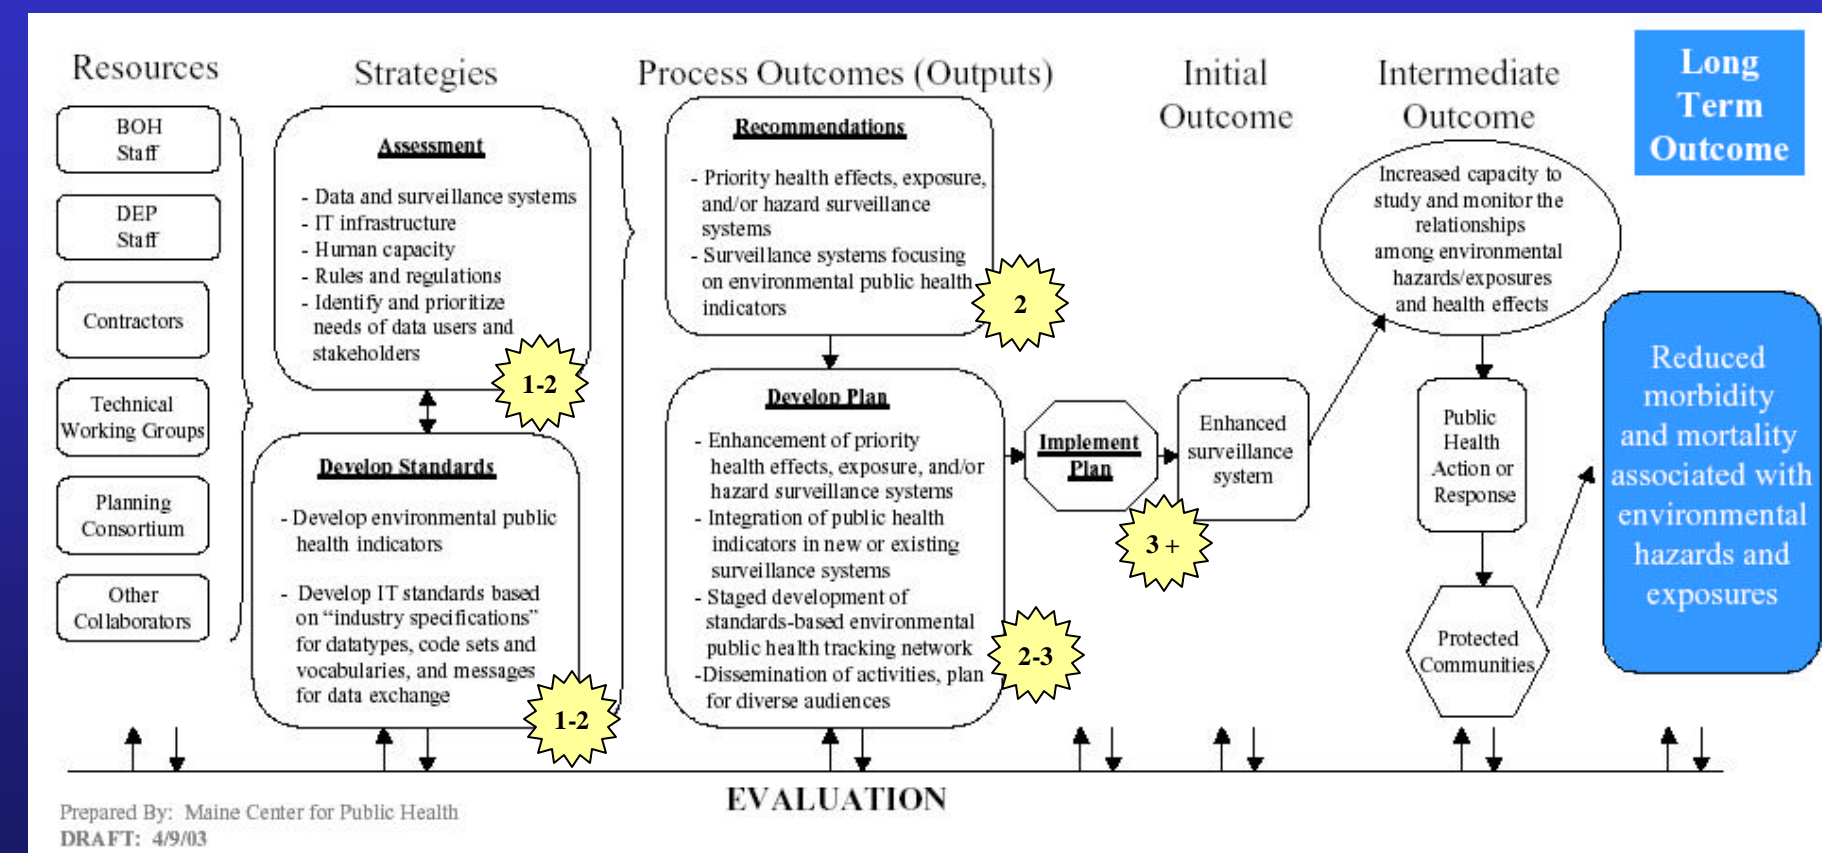 Resources
BOH
Staff
DEP
Staff
Contractors
Technical
Working Groups
Planning
Consortium
Other
Collaborators
Strategies
Assessment
- Data and surveillance systems
- IT infrastructure
- Human capacity
- Rules and regulations
- Identify and prioritize
needs of data users and
stakeholders
1-2
Develop Standards
- Develop environmental public
health indicators
- Develop IT standards based
on “industry specifications”
for datatypes, code sets and
vocabularies, and messages
for data exchange
1-2
Process Outcomes (Outputs)
Recommendations
- Priority health effects, exposure,
and/or hazard surveillance
systems
- Surveillance systems focusing
on environmental public health
indicators
2
Develop Plan
- Enhancement of priority
health effects, exposure, and/or
hazard surveillance systems
- Integration of public health
indicators in new or existing
surveillance systems
- Staged development of
standards-based environmental
public health tracking network
-Dissemination of activities, plan
for diverse audiences
2-3
Implement
Plan
3 +
Initial
Outcome
Enhanced
surveillance
system
Intermediate
Outcome
Increased capacity to
study and monitor the
relationships
among environmental
hazards/exposures
and health effects
Public
Health
Action or
Response
Protected
Communities
Long
Term
Outcome
Reduced
morbidity
and mortality
associated with
environmental
hazards and
exposures
EVALUATION
Prepared By: Maine Center for Public Health
DRAFT: 4/9/03